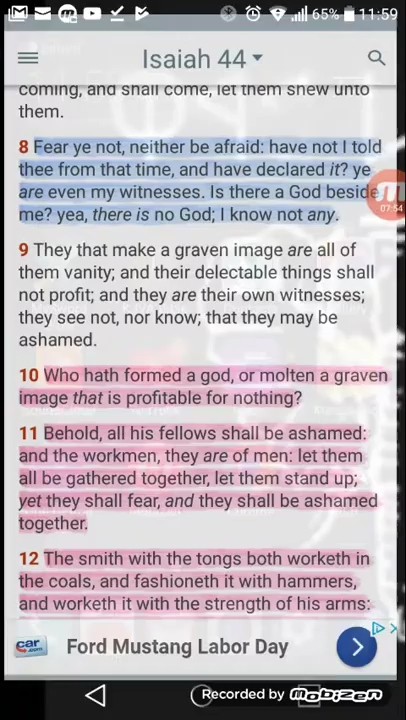 65% 11:59
Isaiah 44
coming, and shall come, let them shew unto
them.
8 Fear ye not, neither be afraid: have not I told
thee from that time, and have declared it? ye
are even my witnesses. Is there a God beside
me? yea, there is no God; I know not any.
07:54
9 They that make a graven image are all of
them vanity; and their delectable things shall
not profit; and they are their own witnesses;
they see not, nor know; that they may be
ashamed.
10 Who hath formed a god, or molten a graven
image that is profitable for nothing?
11 Behold, all his fellows shall be ashamed:
and the workmen, they are of men: let them
all be gathered together, let them stand up;
yet they shall fear, and they shall be ashamed
together.
12 The smith with the tongs both worketh in
the coals, and fashioneth it with hammers,
and worketh it with the strength of his arms:
car
.com
Ford Mustang Labor Day
Recorded by Mobizen